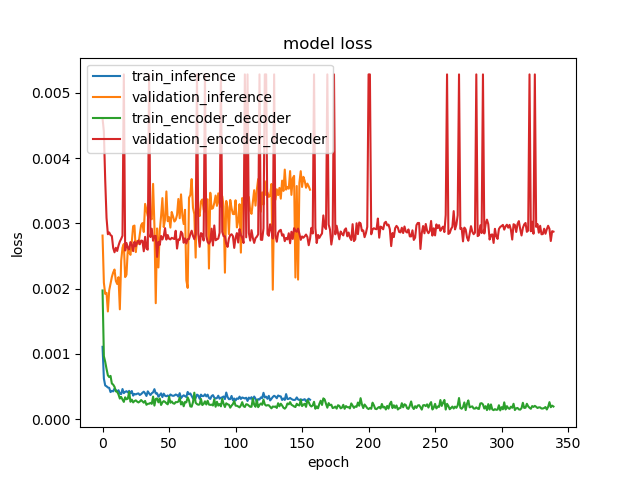 model loss
train_inference
validation_inference
train_encoder_decoder
validation_encoder_decoder
loss
0.005
0.004
0.003
0.002
0.001
0.000
0 50 100 150 200 250 300 350
epoch